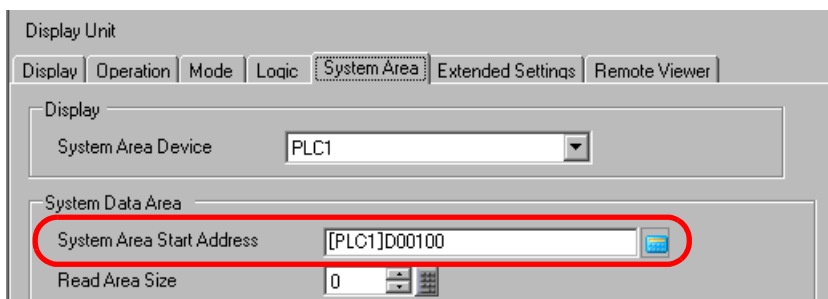 Display Unit
Display Operation Mode Logic System Area Extended Settings Remote Viewer
Display
System Area Device PLC1
System Data Area
System Area Start Address [PLC1]D00100
Read Area Size 0